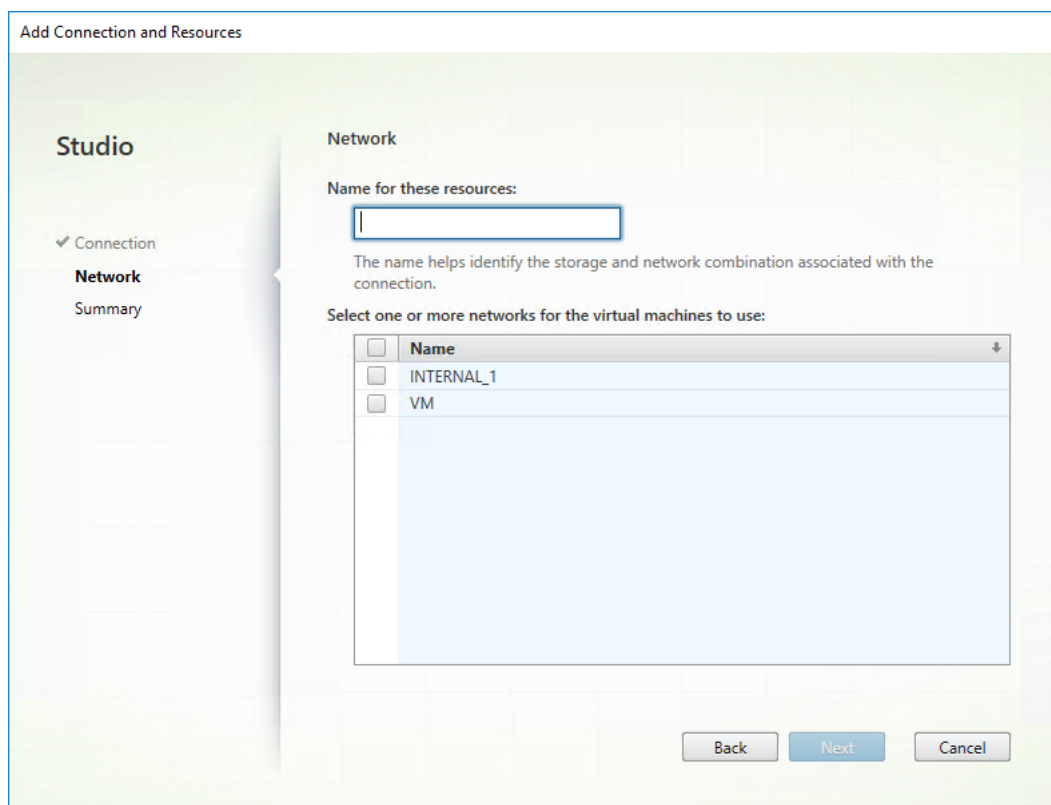 Add Connection and Resources
Studio
Connection
Network
Summary
Network
Name for these resources:
The name helps identify the storage and network combination associated with the
connection.
Select one or more networks for the virtual machines to use:
Name
INTERNAL_1
VM
Back
Next
Cancel